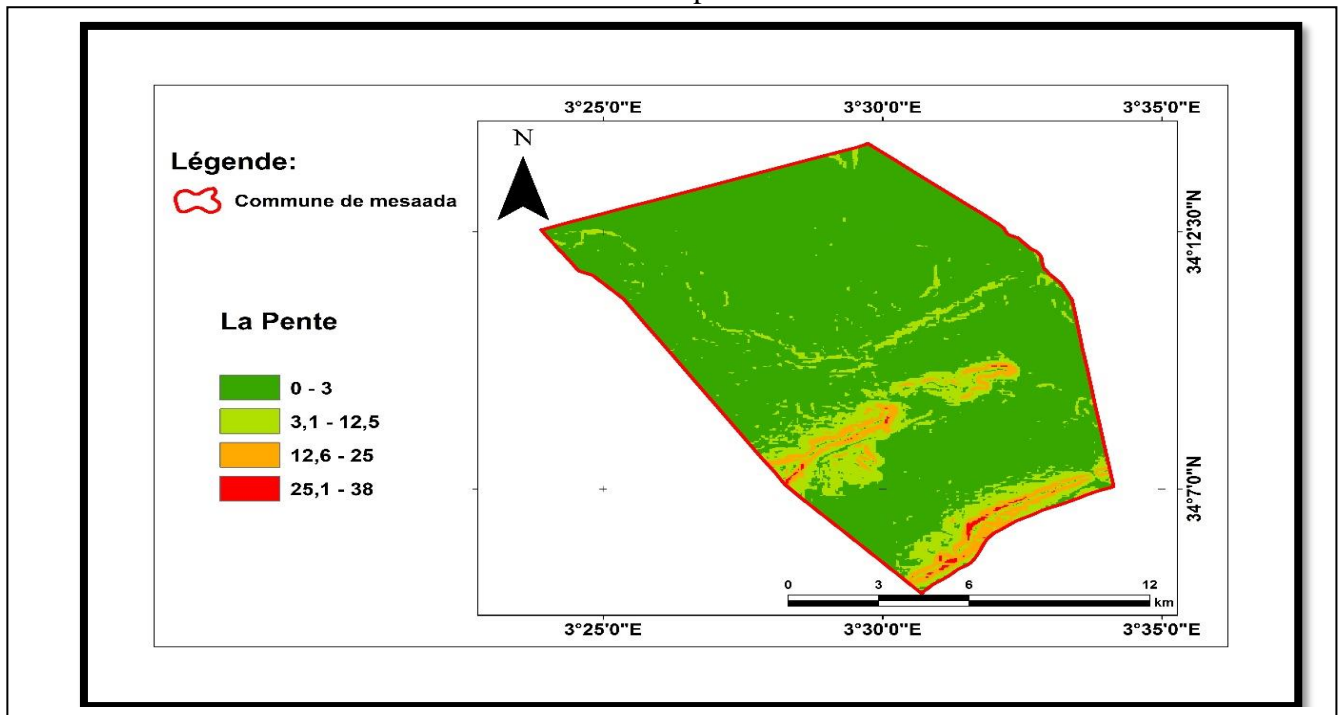 3°25'0"E 3°30'0"E 3°35'0"E
N
Légende:
Commune de mesaada
34°12'30"N
La Pente
0 - 3
3,1 - 12,5
12,6 - 25
25,1 - 38
34°7'0"N
0 3 6 12
km
3°25'0"E 3°30'0"E 3°35'0"E